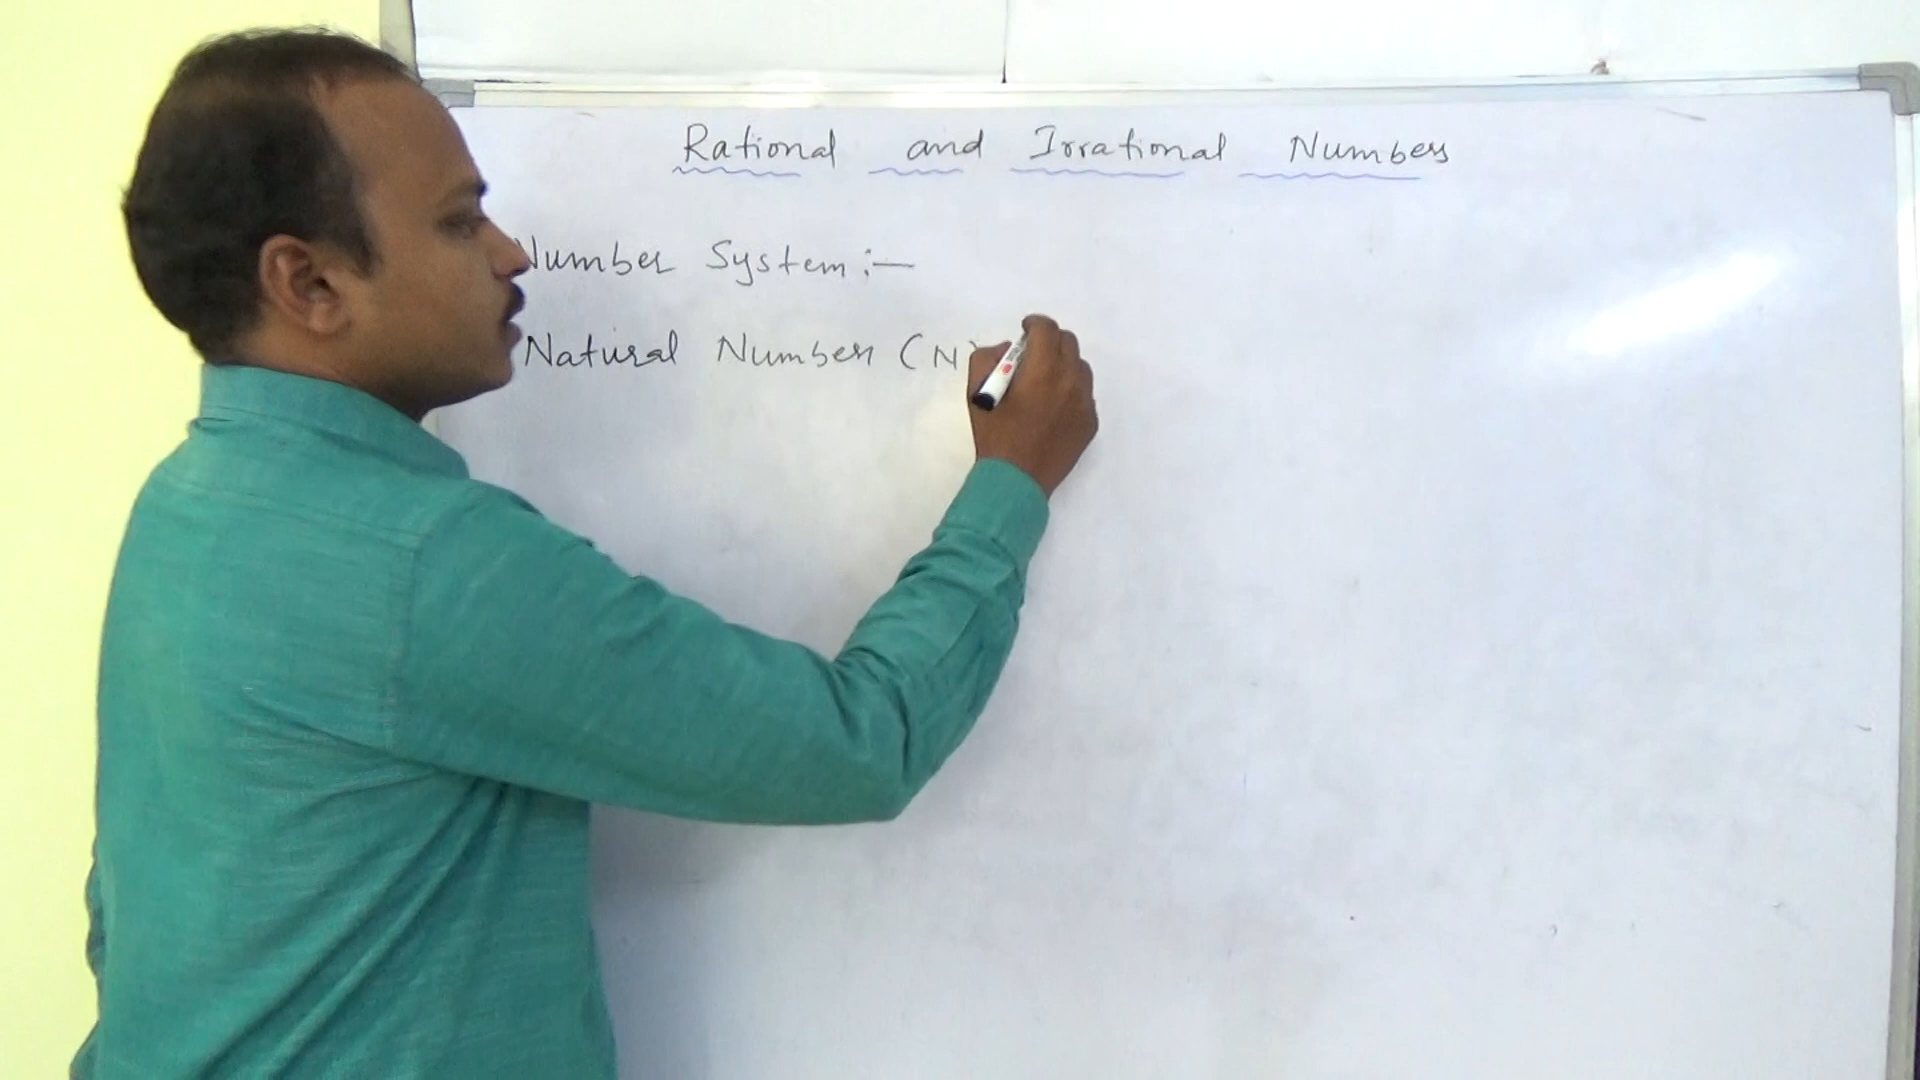 Rational and Irrational Numbers
Number System :—
Natural Number (N)